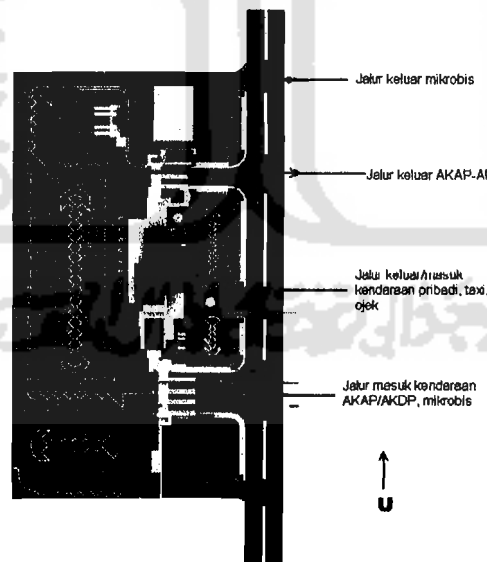 Jalur keluar mikrobis
Jalur keluar AKAP-AK
Jalur keluar/masuk
kendaraan pribadi, taxi,
ojek
Jalur masuk kendaraan
AKAP/AKDP, mikrobis
U